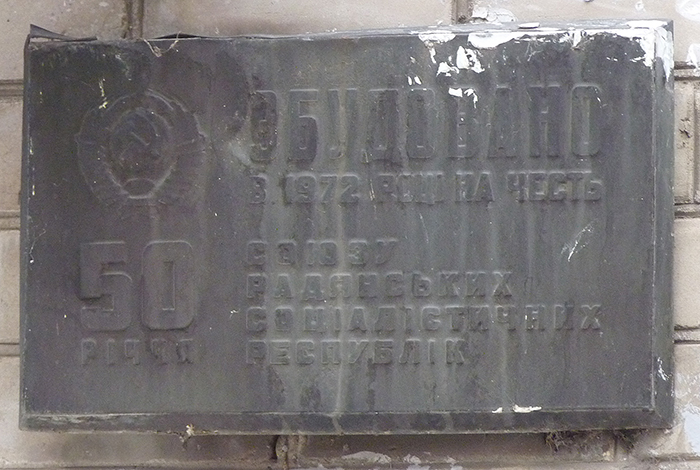 ЗБУДОВАНО
В 1972 РОЦІ НА ЧЕСТЬ
50
РІЧЧЯ
СОЮЗУ
РАДЯНСЬКИХ
СОЦІАЛІСТИЧНИХ
РЕСПУБЛІК